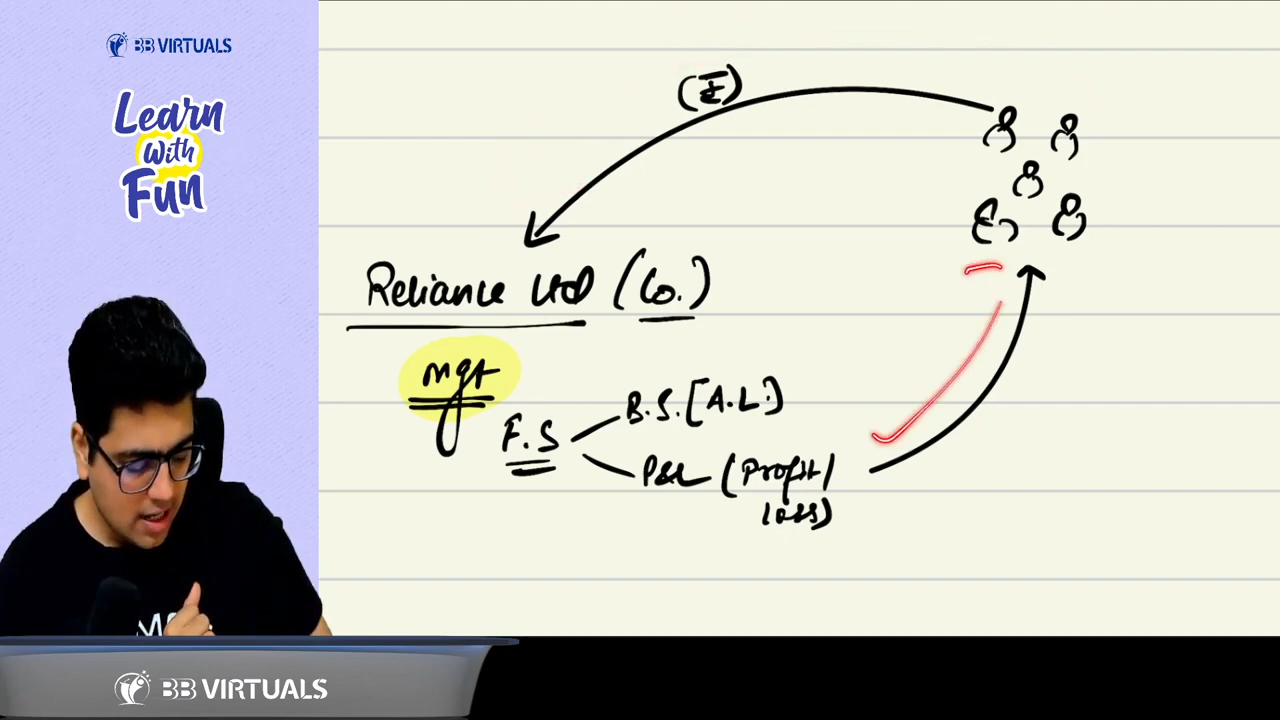 BB VIRTUALS
Learn
With
Fun
(₹)
Reliance Ltd (Co.)
mgt
F.S
B.S. [A.L.]
P&L (Profit/
Loss)
BB VIRTUALS